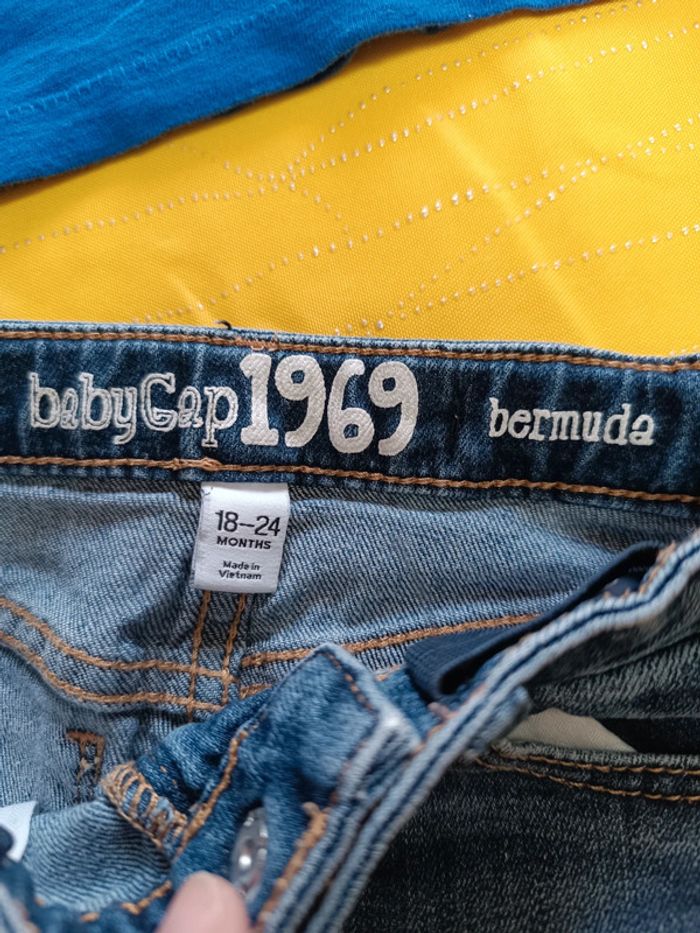 babyGap 1969 bermuda
18--24
MONTHS
Made in
Vietnam